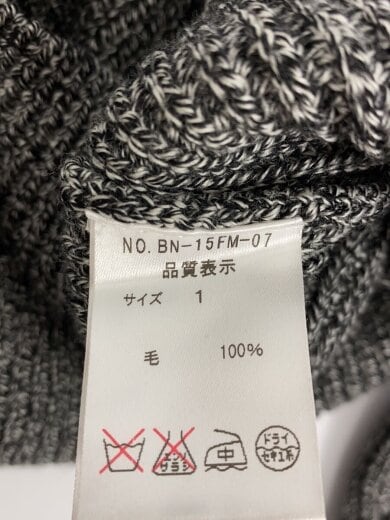 NO. BN-15FM-07
品質表示
サイズ 1
毛 100%
エンソ サラシ 中 ドライ セキユ系